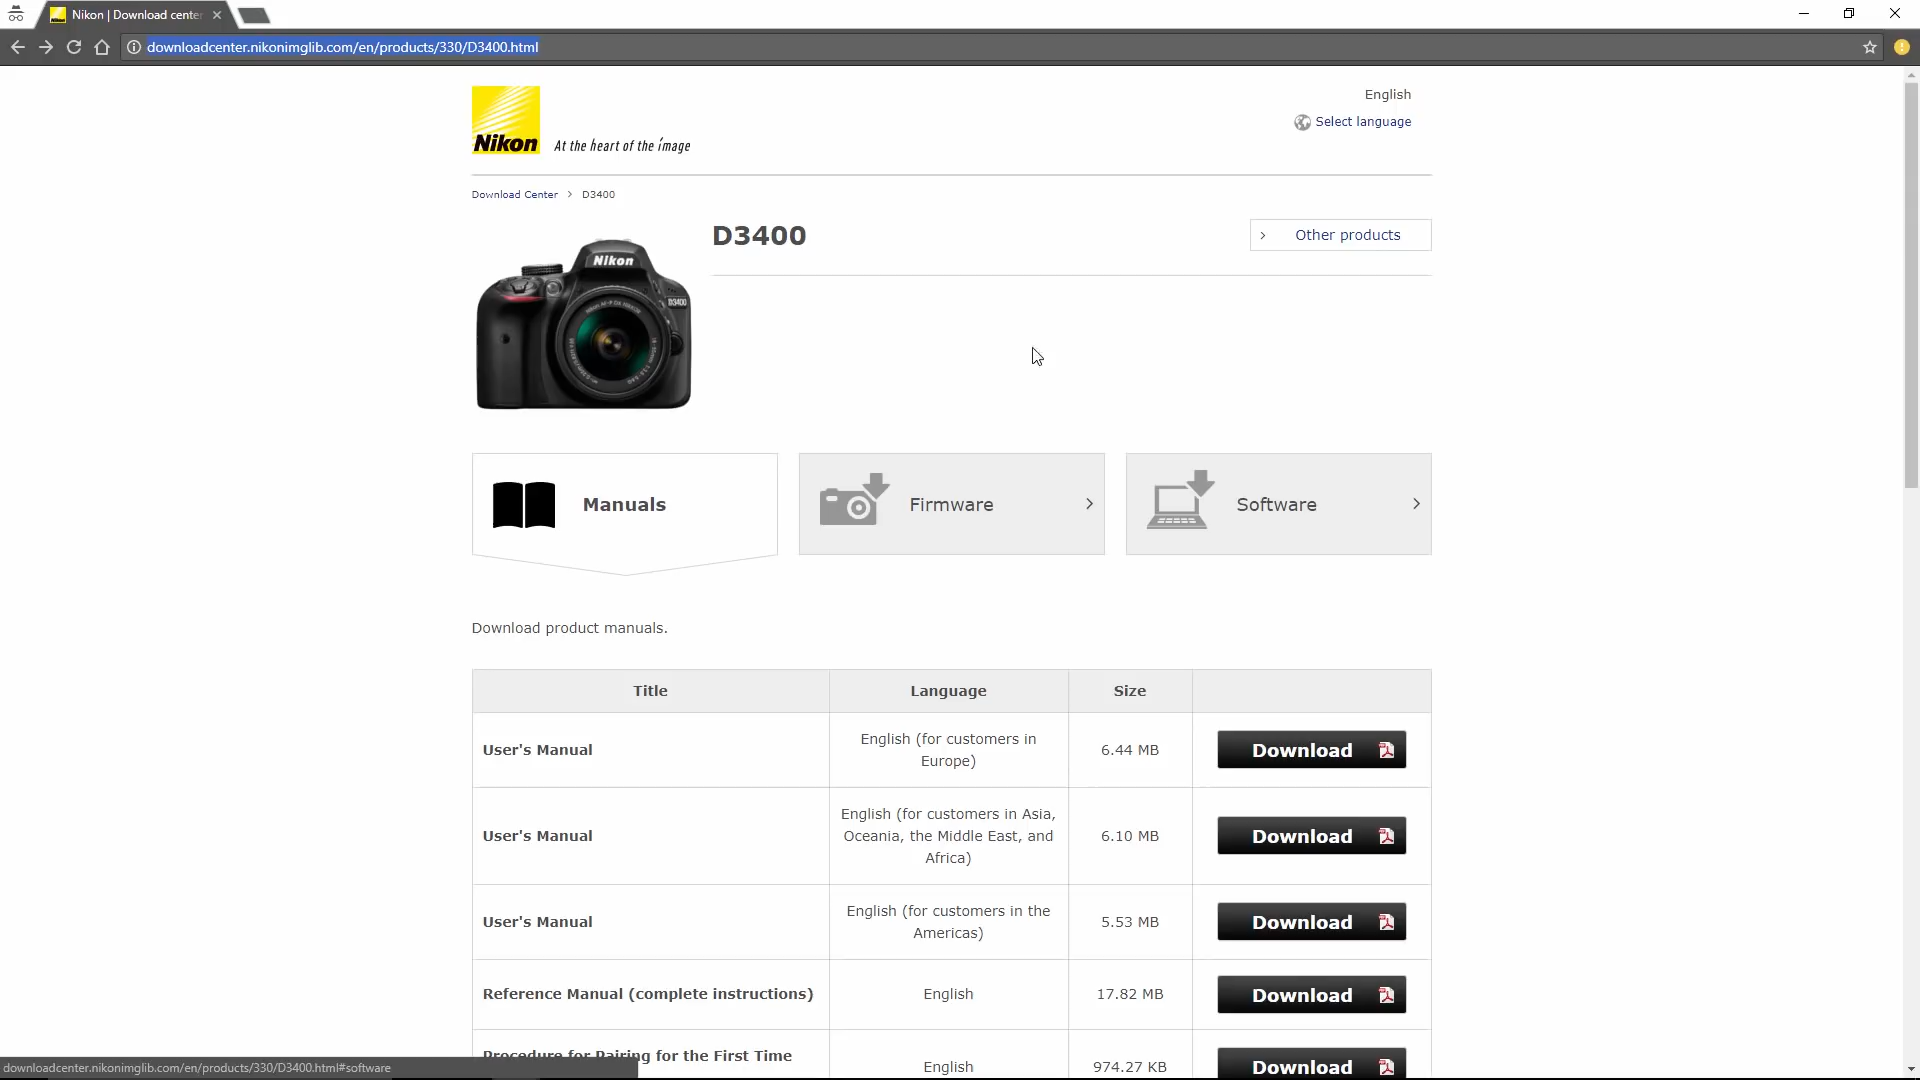 Nikon | Download center
downloadcenter.nikonimglib.com/en/products/330/D3400.html
Nikon
At the heart of the image
English
Select language
Download Center > D3400
D3400
Other products
Nikon
D3400
Manuals
Firmware
Software
Download product manuals.
Title
Language
Size
User's Manual
English (for customers in
Europe)
6.44 MB
Download
User's Manual
English (for customers in Asia,
Oceania, the Middle East, and
Africa)
6.10 MB
Download
User's Manual
English (for customers in the
Americas)
5.53 MB
Download
Reference Manual (complete instructions)
English
17.82 MB
Download
Procedure for Pairing for the First Time
English
974.27 KB
Download
downloadcenter.nikonimglib.com/en/products/330/D3400.html#software